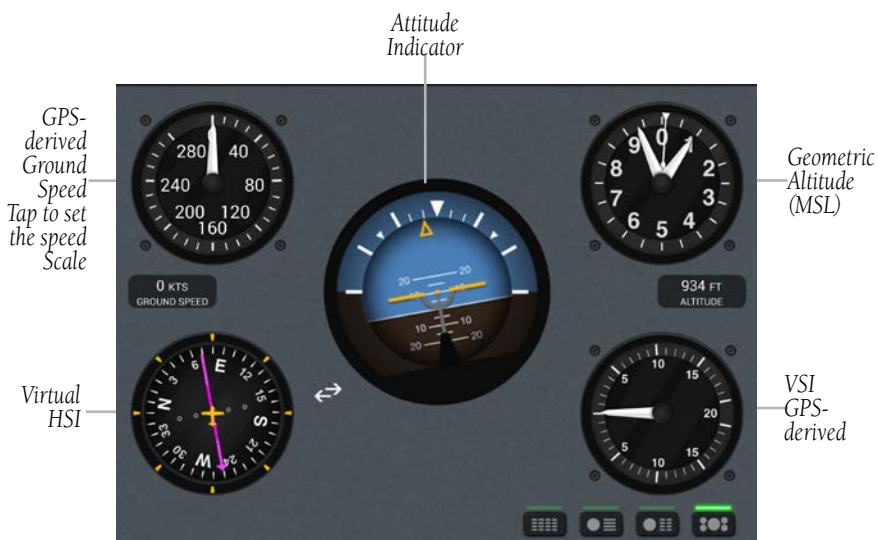 Attitude
Indicator
GPS-
derived
Ground
Speed
Tap to set
the speed
Scale
280 40
240 80
200 120
160
0 KTS
GROUND SPEED
20 20
10 10
10 10
20 20
0
9 1
8 2
7 3
6 4
5
934 FT
ALTITUDE
Geometric
Altitude
(MSL)
Virtual
HSI
6 E 12
3 15
N S
33 21
30 W 24
10
5 15
20
5 15
10
VSI
GPS-
derived